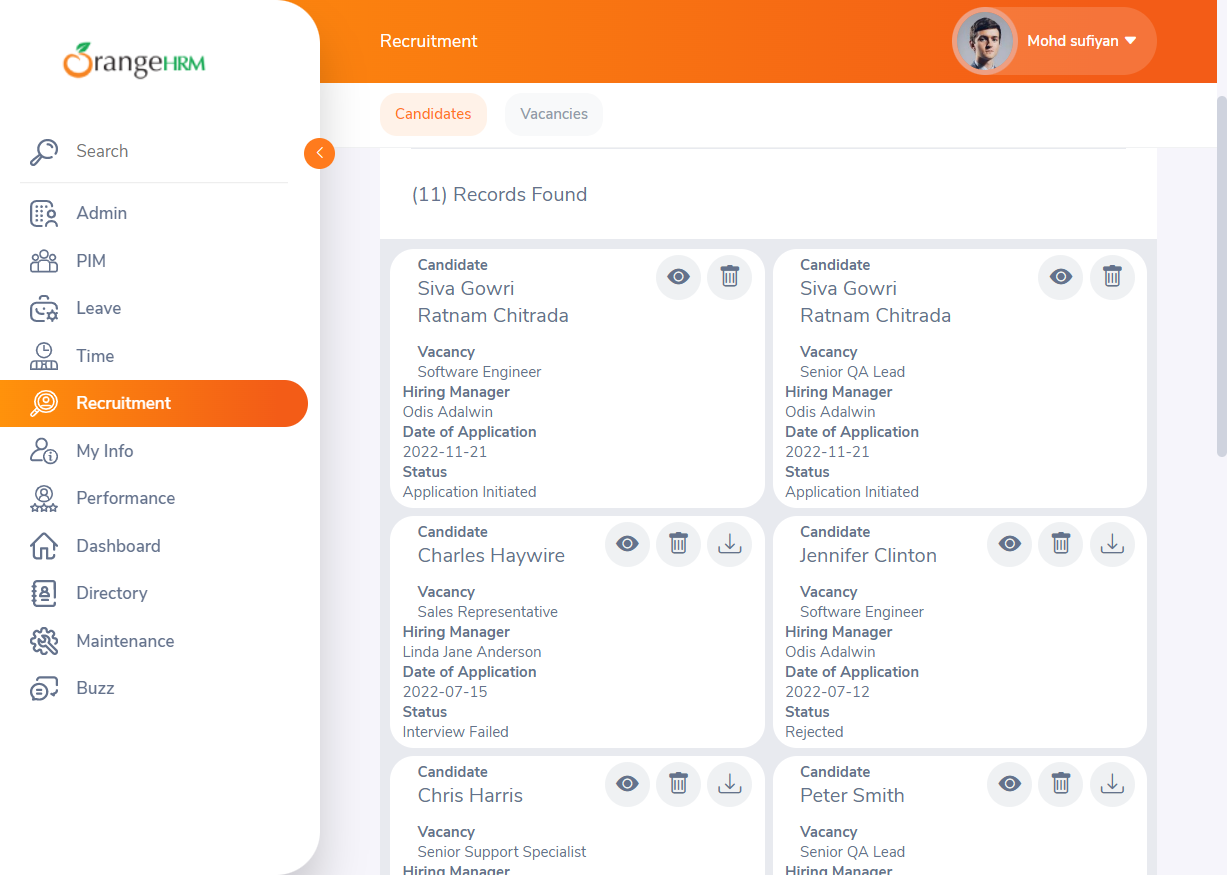 OrangeHRM
Search
Admin
PIM
Leave
Time
Recruitment
My Info
Performance
Dashboard
Directory
Maintenance
Buzz
Recruitment
Mohd sufiyan
Candidates
Vacancies
(11) Records Found
Candidate
Siva Gowri
Ratnam Chitrada
Vacancy
Software Engineer
Hiring Manager
Odis Adalwin
Date of Application
2022-11-21
Status
Application Initiated
Candidate
Siva Gowri
Ratnam Chitrada
Vacancy
Senior QA Lead
Hiring Manager
Odis Adalwin
Date of Application
2022-11-21
Status
Application Initiated
Candidate
Charles Haywire
Vacancy
Sales Representative
Hiring Manager
Linda Jane Anderson
Date of Application
2022-07-15
Status
Interview Failed
Candidate
Jennifer Clinton
Vacancy
Software Engineer
Hiring Manager
Odis Adalwin
Date of Application
2022-07-12
Status
Rejected
Candidate
Chris Harris
Vacancy
Senior Support Specialist
Hiring Manager
Candidate
Peter Smith
Vacancy
Senior QA Lead
Hiring Manager